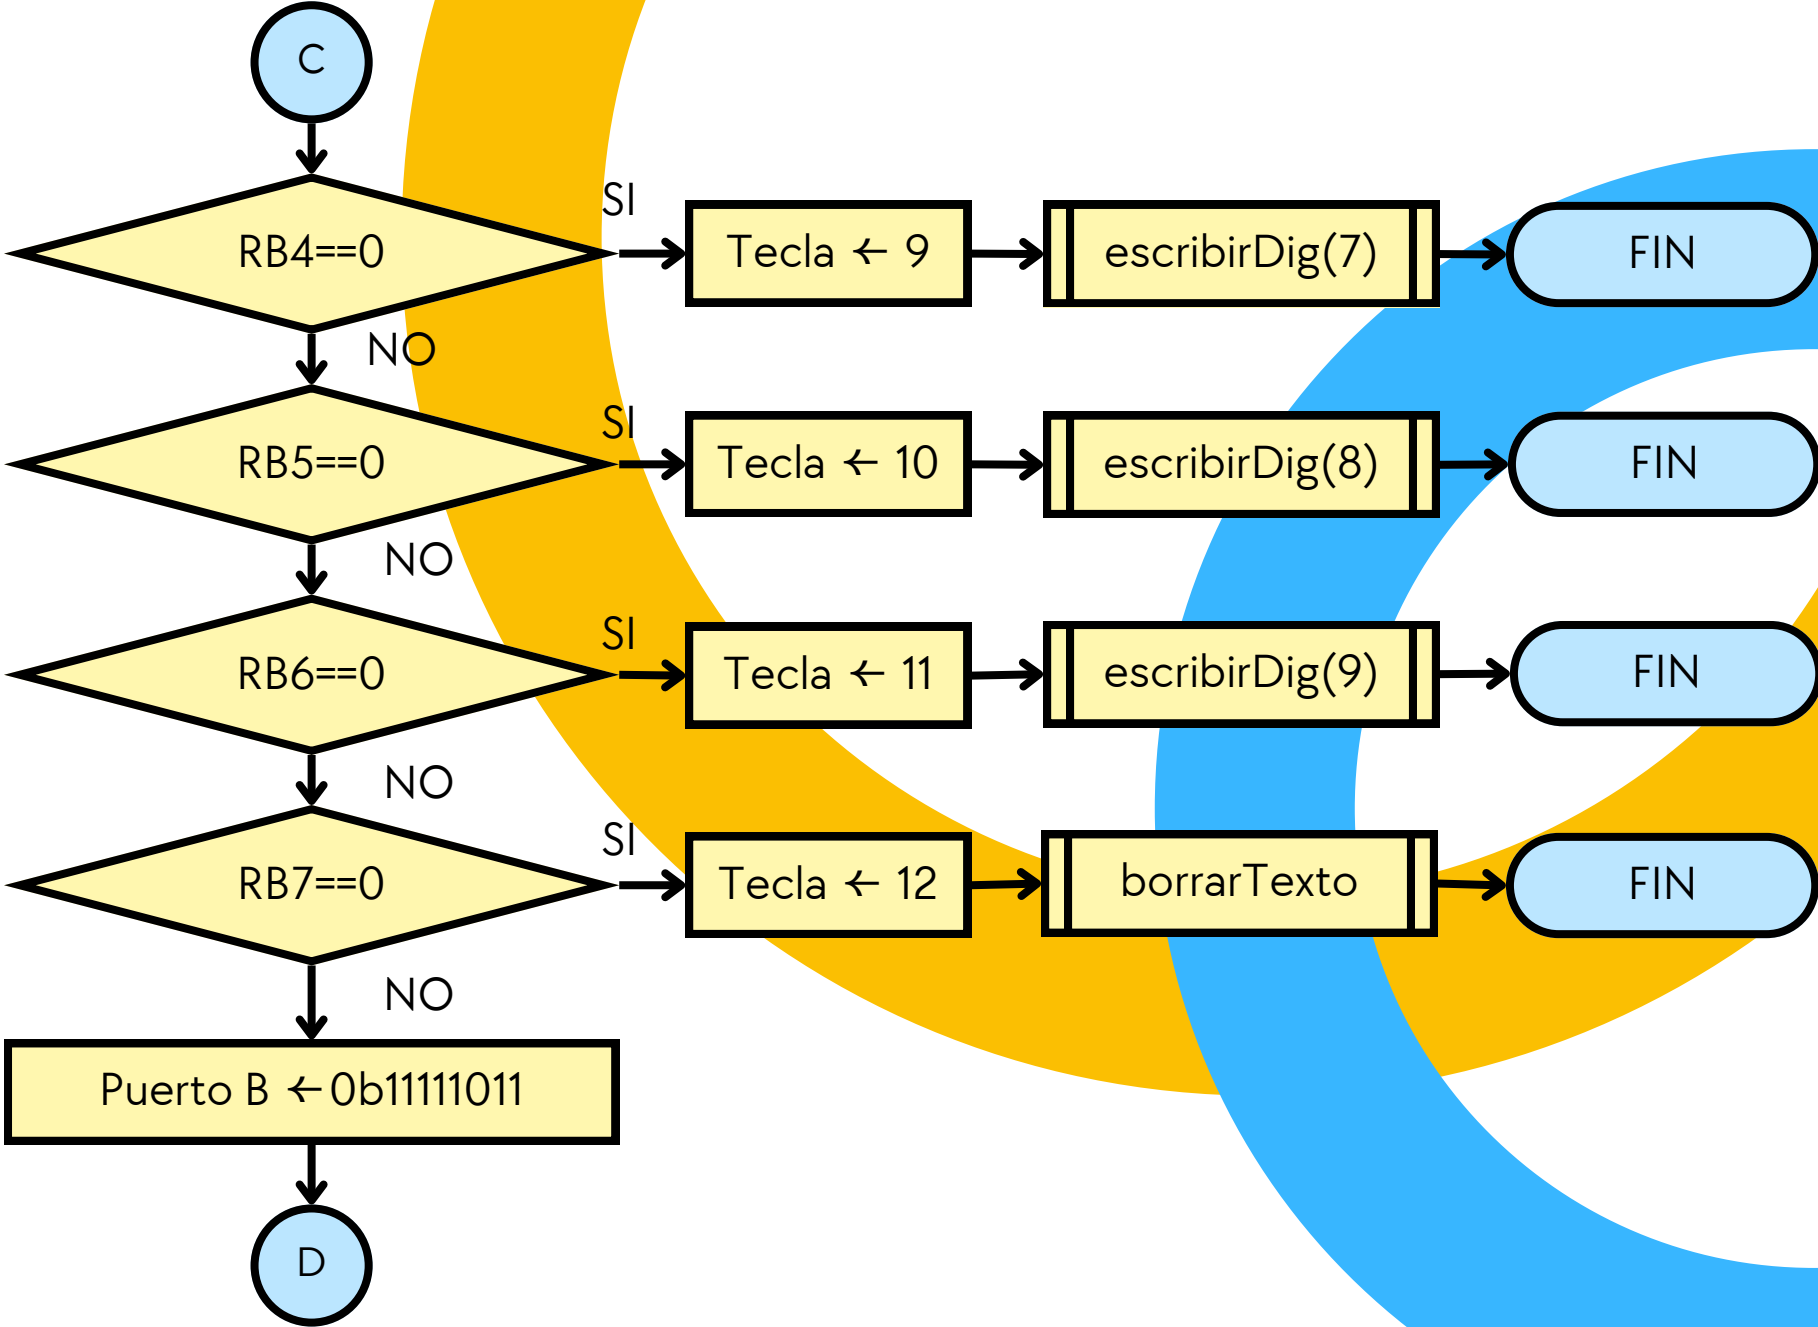 C
RB4==0
SI
Tecla ← 9
escribirDig(7)
FIN
NO
RB5==0
SI
Tecla ← 10
escribirDig(8)
FIN
NO
RB6==0
SI
Tecla ← 11
escribirDig(9)
FIN
NO
RB7==0
SI
Tecla ← 12
borrarTexto
FIN
NO
Puerto B ←0b11111011
D